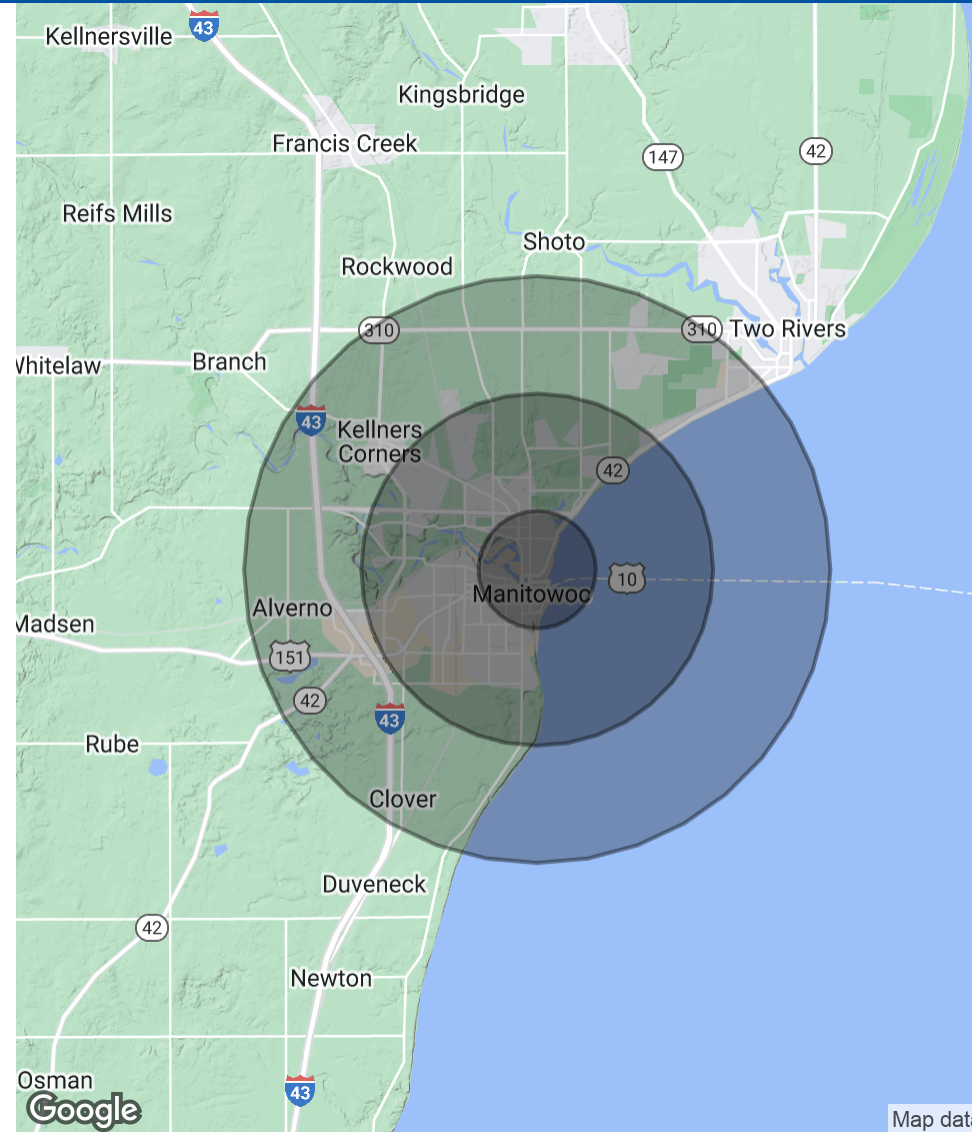 43
Kellnersville
Kingsbridge
Francis Creek
147
42
Reifs Mills
Shoto
Rockwood
310
310
Two Rivers
Branch
Whitelaw
43
Kellners
Corners
42
10
Manitowoc
Alverno
Madsen
151
42
43
Rube
Clover
Duveneck
42
Newton
Osman
43
Google
Map data